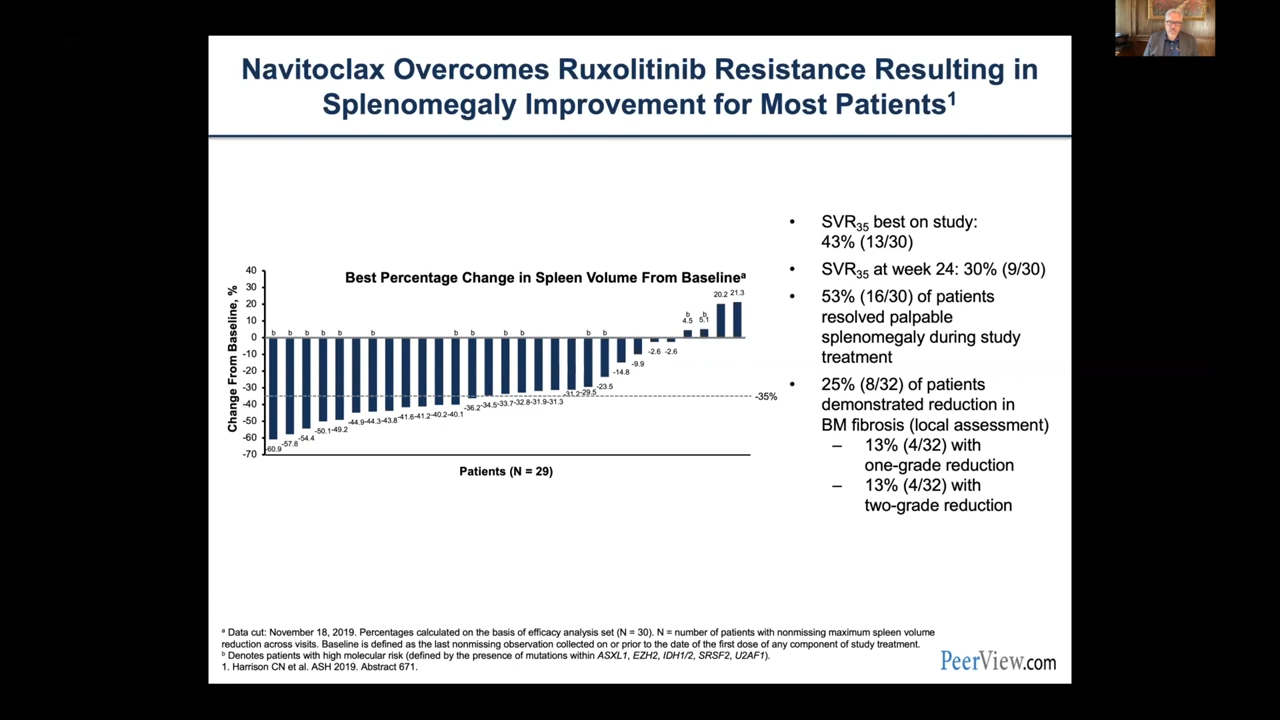 Navitoclax Overcomes Ruxolitinib Resistance Resulting in
Splenomegaly Improvement for Most Patients1
Best Percentage Change in Spleen Volume From Baselinea
Change From Baseline, %
40
30
20
10
0
-10
-20
-30
-40
-50
-60
-70
b b b b b b b b b b b b b b b
-60.9 -57.8 -54.4 -50.1 -49.2 -44.9 -44.3 -43.8 -41.6 -41.2 -40.2 -40.1 -36.2 -34.5 -33.7 -32.8 -31.9 -31.3 -31.2 -29.5 -23.5 -14.8 -9.9 -2.6 -2.6 4.5 5.1 20.2 21.3
-35%
Patients (N = 29)
• SVR35 best on study:
43% (13/30)
• SVR35 at week 24: 30% (9/30)
• 53% (16/30) of patients
resolved palpable
splenomegaly during study
treatment
• 25% (8/32) of patients
demonstrated reduction in
BM fibrosis (local assessment)
– 13% (4/32) with
one-grade reduction
– 13% (4/32) with
two-grade reduction
a Data cut: November 18, 2019. Percentages calculated on the basis of efficacy analysis set (N = 30). N = number of patients with nonmissing maximum spleen volume
reduction across visits. Baseline is defined as the last nonmissing observation collected on or prior to the date of the first dose of any component of study treatment.
b Denotes patients with high molecular risk (defined by the presence of mutations within ASXL1, EZH2, IDH1/2, SRSF2, U2AF1).
1. Harrison CN et al. ASH 2019. Abstract 671.
PeerView.com